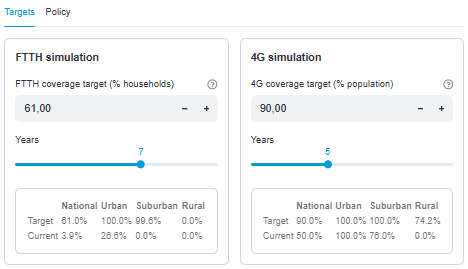 Targets Policy
FTTH simulation
FTTH coverage target (% households)
61,00 − +
Years
7
National Urban Suburban Rural
Target 61.0% 100.0% 99.6% 0.0%
Current 3.9% 26.6% 0.0% 0.0%
4G simulation
4G coverage target (% population)
90,00 − +
Years
5
National Urban Suburban Rural
Target 90.0% 100.0% 100.0% 74.2%
Current 50.0% 100.0% 76.0% 0.0%